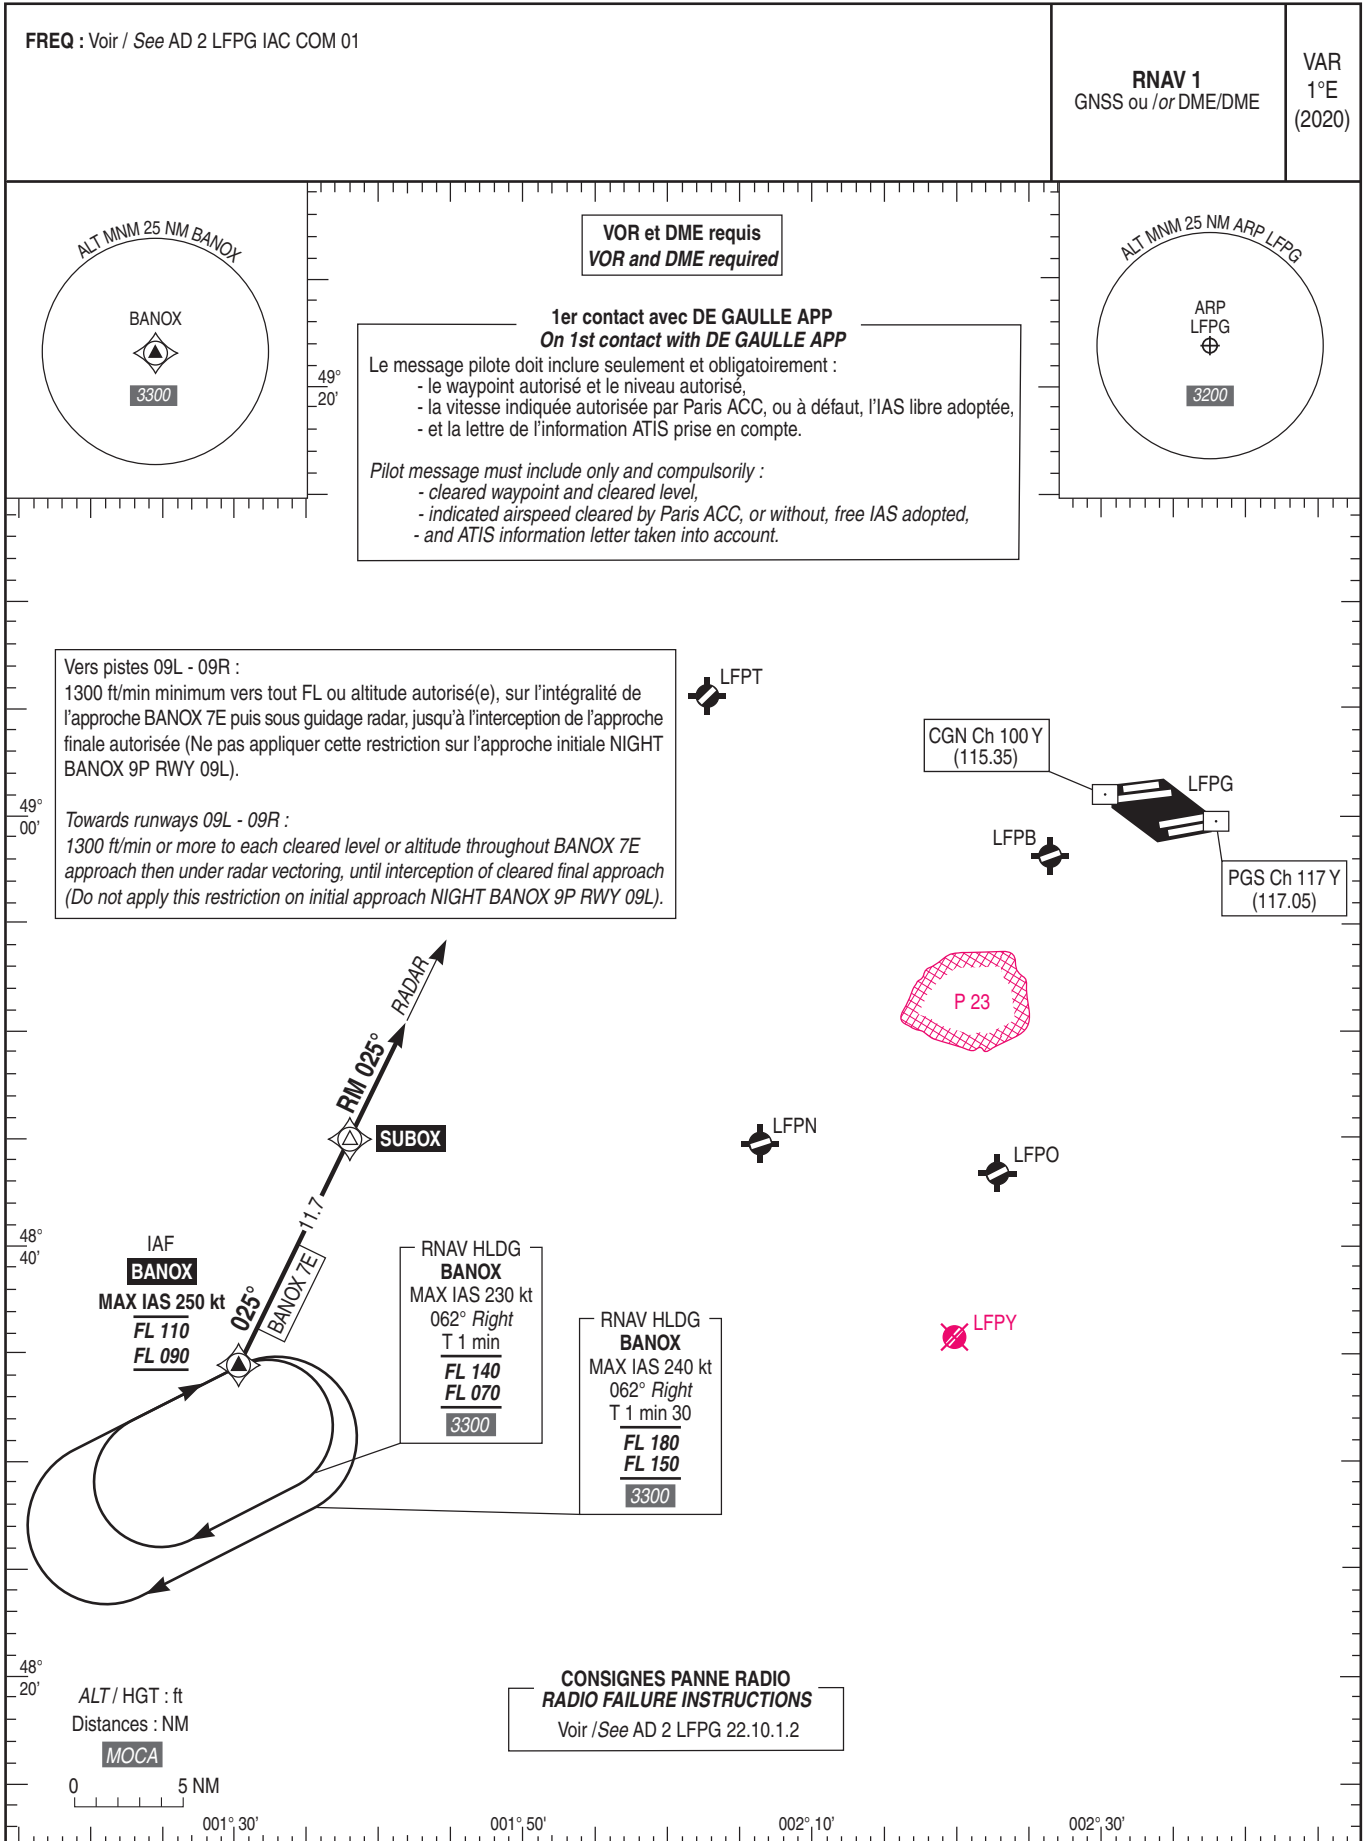 FREQ : Voir / See AD 2 LFPG IAC COM 01
RNAV 1
GNSS ou /or DME/DME
VAR
1°E
(2020)
ALT MNM 25 NM BANOX
BANOX
3300
VOR et DME requis
VOR and DME required
ALT MNM 25 NM ARP LFPG
ARP
LFPG
3200
1er contact avec DE GAULLE APP
On 1st contact with DE GAULLE APP
Le message pilote doit inclure seulement et obligatoirement :
- le waypoint autorisé et le niveau autorisé,
- la vitesse indiquée autorisée par Paris ACC, ou à défaut, l'IAS libre adoptée,
- et la lettre de l'information ATIS prise en compte.
Pilot message must include only and compulsorily :
- cleared waypoint and cleared level,
- indicated airspeed cleared by Paris ACC, or without, free IAS adopted,
- and ATIS information letter taken into account.
49°
20'
Vers pistes 09L - 09R :
1300 ft/min minimum vers tout FL ou altitude autorisé(e), sur l'intégralité de
l'approche BANOX 7E puis sous guidage radar, jusqu'à l'interception de l'approche
finale autorisée (Ne pas appliquer cette restriction sur l'approche initiale NIGHT
BANOX 9P RWY 09L).
Towards runways 09L - 09R :
1300 ft/min or more to each cleared level or altitude throughout BANOX 7E
approach then under radar vectoring, until interception of cleared final approach
(Do not apply this restriction on initial approach NIGHT BANOX 9P RWY 09L).
49°
00'
LFPT
CGN Ch 100 Y
(115.35)
LFPG
LFPB
PGS Ch 117 Y
(117.05)
P 23
RADAR
RM 025°
SUBOX
LFPN
LFPO
11.7
48°
40'
IAF
BANOX
MAX IAS 250 kt
FL 110
FL 090
025°
BANOX 7E
RNAV HLDG
BANOX
MAX IAS 230 kt
062° Right
T 1 min
FL 140
FL 070
3300
RNAV HLDG
BANOX
MAX IAS 240 kt
062° Right
T 1 min 30
FL 180
FL 150
3300
LFPY
48°
20'
ALT / HGT : ft
Distances : NM
MOCA
0 5 NM
CONSIGNES PANNE RADIO
RADIO FAILURE INSTRUCTIONS
Voir /See AD 2 LFPG 22.10.1.2
001° 30' 001° 50' 002° 10' 002° 30'